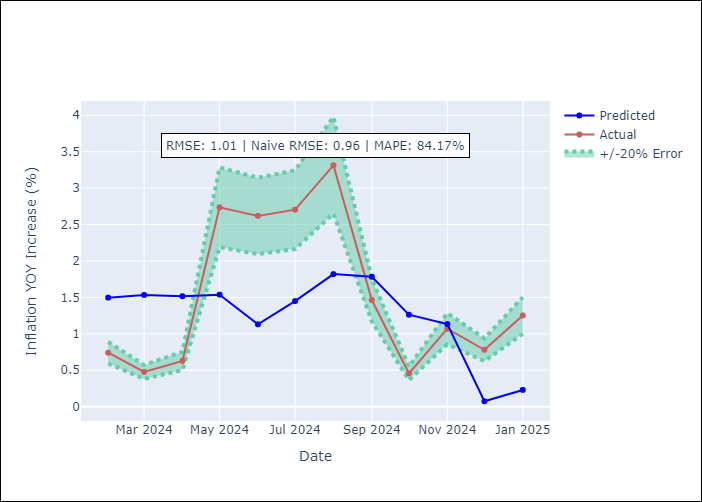 RMSE: 1.01 | Naive RMSE: 0.96 | MAPE: 84.17%
Predicted
Actual
+/-20% Error
Inflation YOY Increase (%)
4
3.5
3
2.5
2
1.5
1
0.5
0
Mar 2024
May 2024
Jul 2024
Sep 2024
Nov 2024
Jan 2025
Date